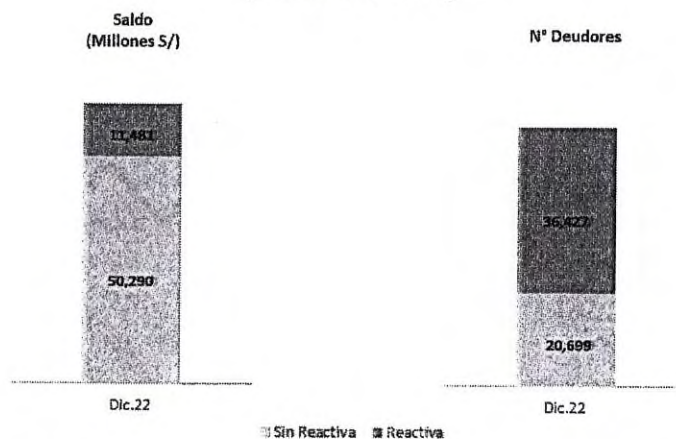 Saldo
(Millones S/)
11,481
50,290
Dic.22
N° Deudores
36,427
20,699
Dic.22
Sin Reactiva Reactiva